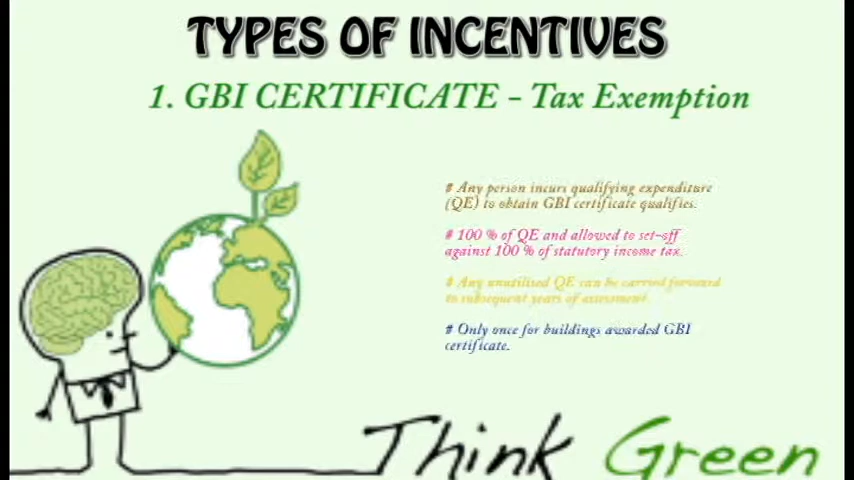 TYPES OF INCENTIVES
1. GBI CERTIFICATE - Tax Exemption
# Any person incurs qualifying expenditure
(QE) to obtain GBI certificate qualifies.
# 100 % of QE and allowed to set-off
against 100 % of statutory income tax.
# Any unutilised QE can be carried forward
to subsequent years of assessment.
# Only once for buildings awarded GBI
certificate.
Think Green